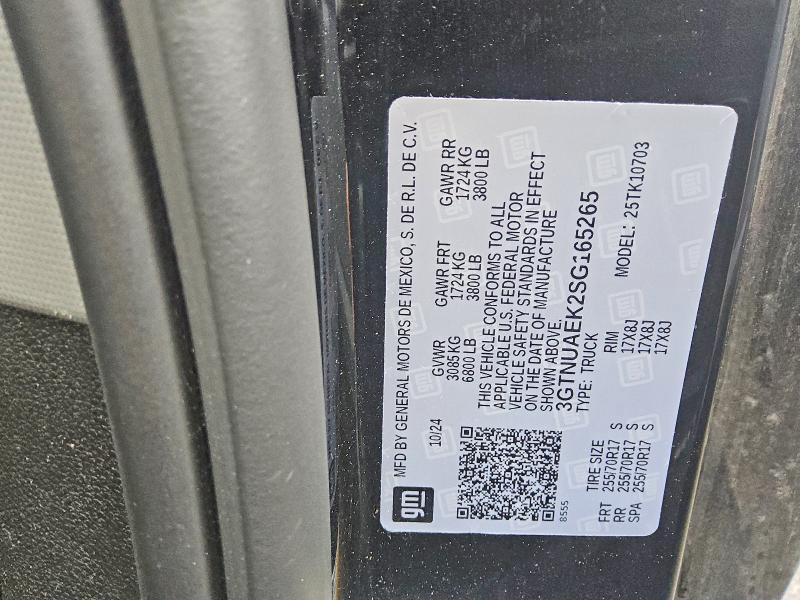 gm
MFD BY GENERAL MOTORS DE MEXICO, S. DE R.L. DE C.V.
10/24
GVWR GAWR FRT GAWR RR
3085 KG 1724 KG 1724 KG
6800 LB 3800 LB 3800 LB
THIS VEHICLE CONFORMS TO ALL
APPLICABLE U.S. FEDERAL MOTOR
VEHICLE SAFETY STANDARDS IN EFFECT
ON THE DATE OF MANUFACTURE
SHOWN ABOVE.
3GTNUAEK2SG165265
TYPE: TRUCK
8555
MODEL: 25TK10703
TIRE SIZE RIM
FRT 255/70R17 S 17X8J
RR 255/70R17 S 17X8J
SPA 255/70R17 S 17X8J